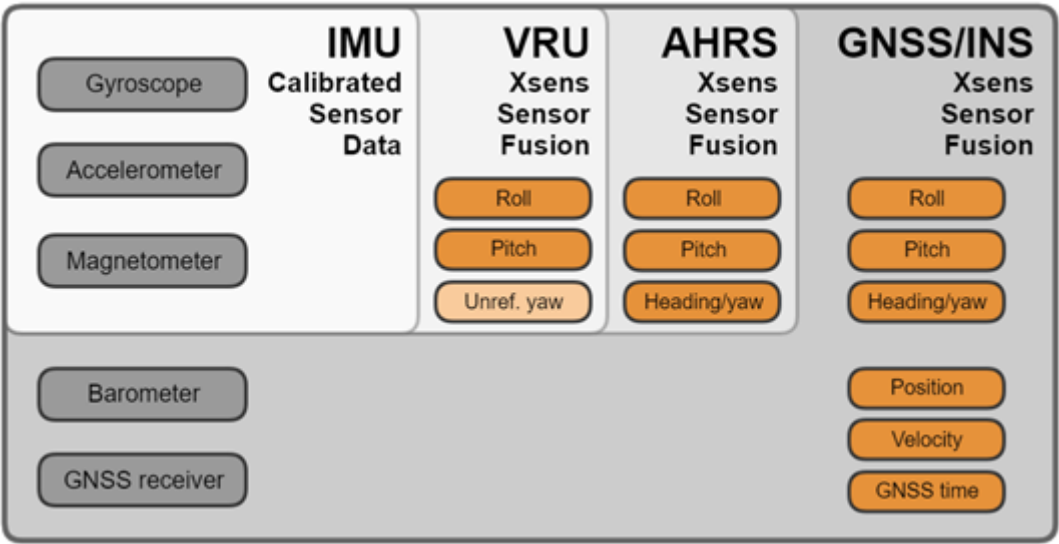 IMU
Calibrated
Sensor
Data
Gyroscope
Accelerometer
Magnetometer
VRU
Xsens
Sensor
Fusion
Roll
Pitch
Unref. yaw
AHRS
Xsens
Sensor
Fusion
Roll
Pitch
Heading/yaw
GNSS/INS
Xsens
Sensor
Fusion
Roll
Pitch
Heading/yaw
Barometer
GNSS receiver
Position
Velocity
GNSS time